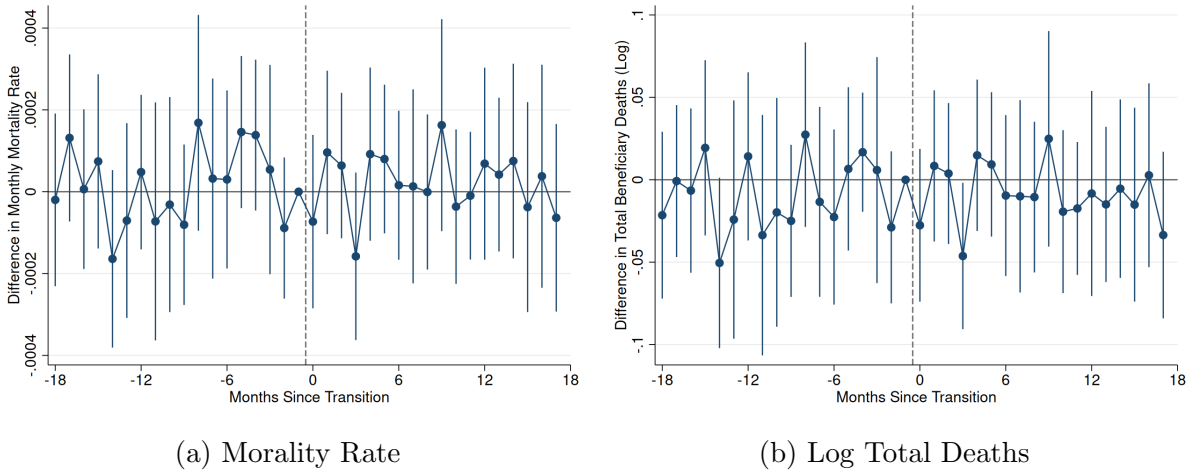 Difference in Monthly Mortality Rate
.0004
.0002
0
-.0002
-.0004
-18 -12 -6 0 6 12 18
Months Since Transition
(a) Morality Rate
Difference in Total Beneficiary Deaths (Log)
.1
.05
0
-.05
-.1
-18 -12 -6 0 6 12 18
Months Since Transition
(b) Log Total Deaths